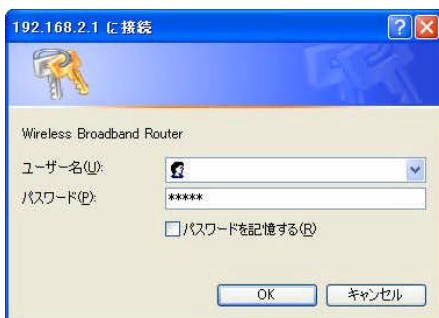 192.168.2.1 に接続
Wireless Broadband Router
ユーザー名(U):
パスワード(P):
*****
パスワードを記憶する(R)
OK
キャンセル